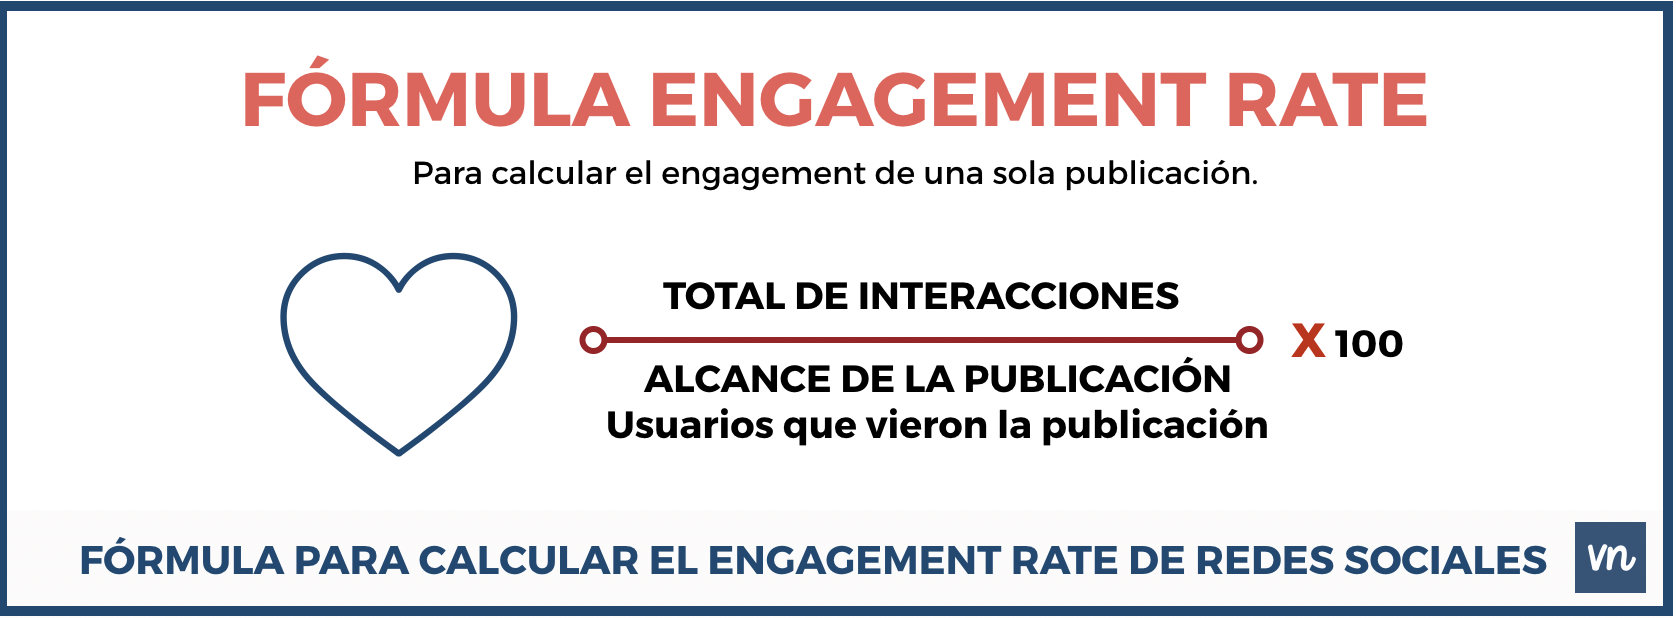 FÓRMULA ENGAGEMENT RATE
Para calcular el engagement de una sola publicación.
TOTAL DE INTERACCIONES
X 100
ALCANCE DE LA PUBLICACIÓN
Usuarios que vieron la publicación
FÓRMULA PARA CALCULAR EL ENGAGEMENT RATE DE REDES SOCIALES
vn